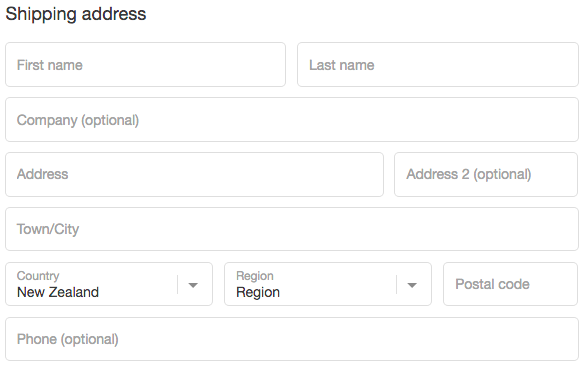 Shipping address
First name
Last name
Company (optional)
Address
Address 2 (optional)
Town/City
Country
New Zealand
Region
Region
Postal code
Phone (optional)